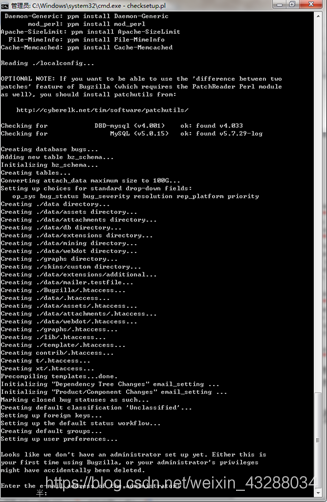 管理员: C:\Windows\system32\cmd.exe - checksetup.pl
Daemon-Generic: ppm install Daemon-Generic
mod_perl: ppm install mod_perl
Apache-SizeLimit: ppm install Apache-SizeLimit
File-MimeInfo: ppm install File-MimeInfo
Cache-Memcached: ppm install Cache-Memcached
Reading ./localconfig...
OPTIONAL NOTE: If you want to be able to use the 'difference between two
patches' feature of Bugzilla (which requires the PatchReader Perl module
as well), you should install patchutils from:
http://cyberelk.net/tim/software/patchutils/
Checking for DBD-mysql (v4.001) ok: found v4.033
Checking for MySQL (v5.0.15) ok: found v5.7.29-log
Creating database bugs...
Adding new table bz_schema...
Initializing bz_schema...
Creating tables...
Converting attach_data maximum size to 100G...
Setting up choices for standard drop-down fields:
op_sys bug_status bug_severity resolution rep_platform priority
Creating ./data directory...
Creating ./data/assets directory...
Creating ./data/attachments directory...
Creating ./data/db directory...
Creating ./data/extensions directory...
Creating ./data/mining directory...
Creating ./data/webdot directory...
Creating ./graphs directory...
Creating ./skins/custom directory...
Creating ./data/extensions/additional...
Creating ./data/mailer.testfile...
Creating ./Bugzilla/.htaccess...
Creating ./data/.htaccess...
Creating ./data/assets/.htaccess...
Creating ./data/attachments/.htaccess...
Creating ./data/webdot/.htaccess...
Creating ./graphs/.htaccess...
Creating ./lib/.htaccess...
Creating ./template/.htaccess...
Creating contrib/.htaccess...
Creating t/.htaccess...
Creating xt/.htaccess...
Precompiling templates...done.
Initializing "Dependency Tree Changes" email_setting ...
Initializing "Product/Component Changes" email_setting ...
Marking closed bug statuses as such...
Creating default classification 'Unclassified'...
Setting up foreign keys...
Setting up the default status workflow...
Creating default groups...
Setting up user preferences...
Looks like we don't have an administrator set up yet. Either this is
your first time using Bugzilla, or your administrator's privileges
might have accidentally been deleted.
Enter the e-mail address of the administrator:
https://blog.csdn.net/weixin_43288034
半: